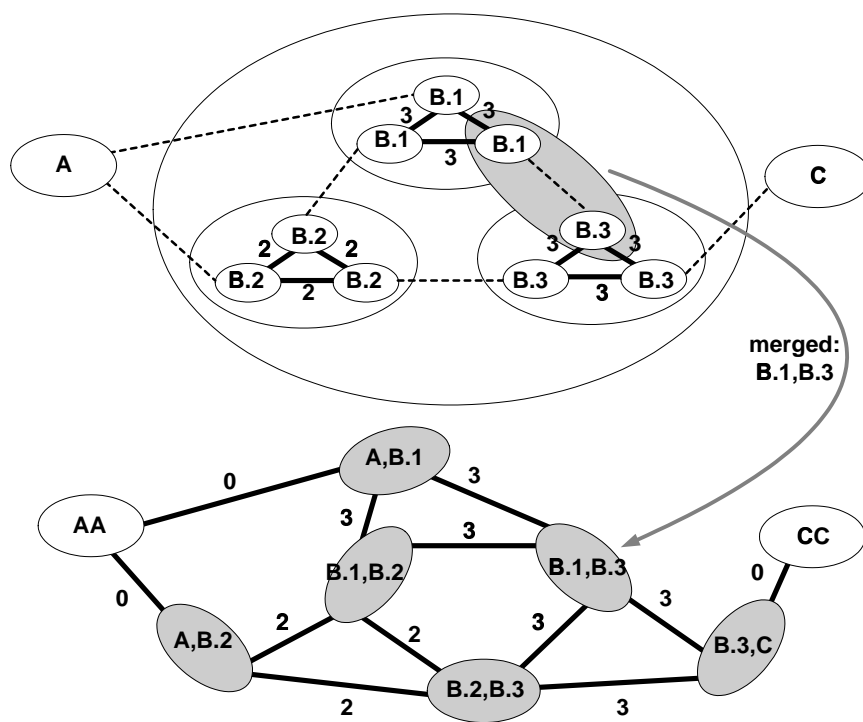 B.1
3 3
B.1 3 B.1
A
C
B.2
2 2
B.2 2 B.2
B.3
3 3
B.3 3 B.3
merged:
B.1,B.3
A,B.1
0
3
AA
3
3
CC
B.1,B.2
B.1,B.3
0
0
2
2
3
3
A,B.2
B.3,C
B.2,B.3
2
3